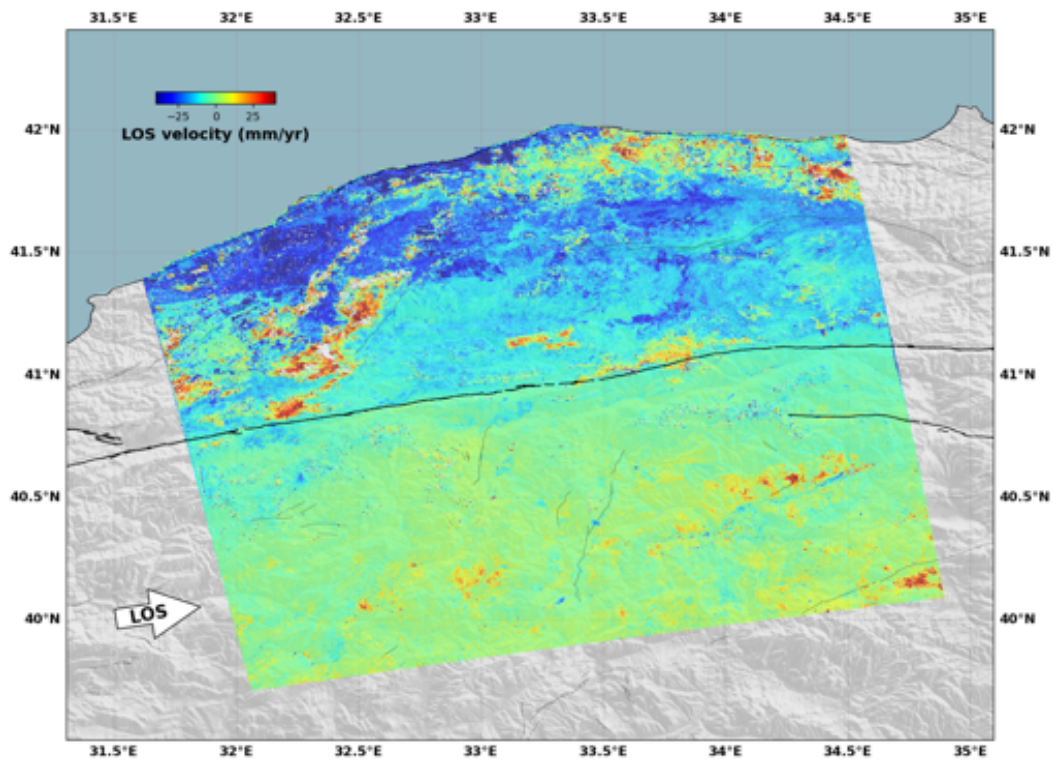 31.5°E 32°E 32.5°E 33°E 33.5°E 34°E 34.5°E 35°E
42°N 42°N
−25 0 25
LOS velocity (mm/yr)
41.5°N 41.5°N
41°N 41°N
40.5°N 40.5°N
LOS
40°N 40°N
31.5°E 32°E 32.5°E 33°E 33.5°E 34°E 34.5°E 35°E